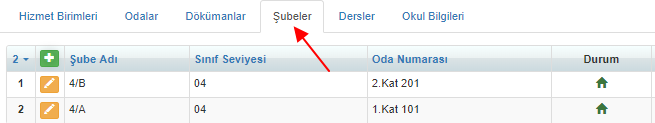 Hizmet Birimleri Odalar Dökümanlar Şubeler Dersler Okul Bilgileri
2 Şube Adı Sınıf Seviyesi Oda Numarası Durum
1 4/B 04 2.Kat 201
2 4/A 04 1.Kat 101